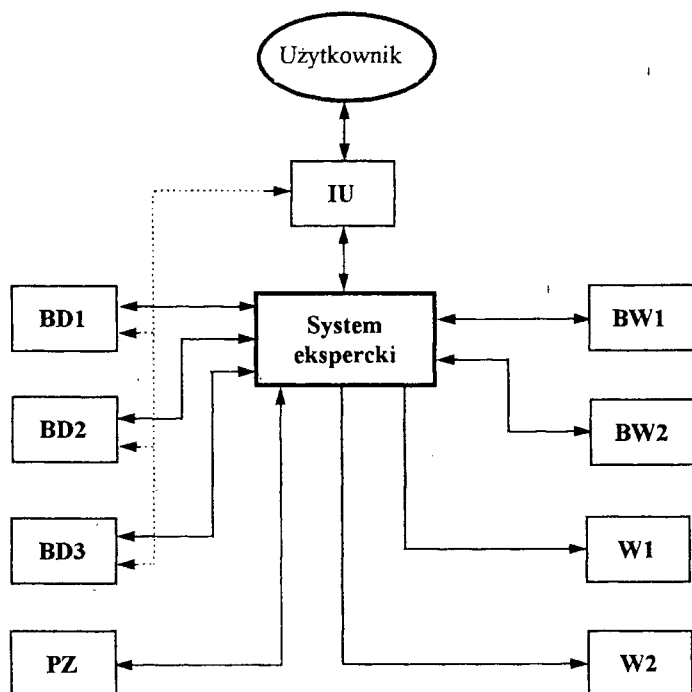 Użytkownik
IU
BD1
System
ekspercki
BW1
BD2
BW2
BD3
W1
PZ
W2